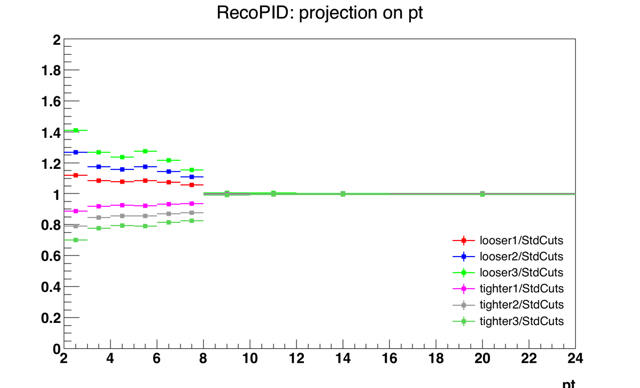 RecoPID: projection on pt
2
1.8
1.6
1.4
1.2
1
0.8
0.6
0.4
0.2
0
looser1/StdCuts
looser2/StdCuts
looser3/StdCuts
tighter1/StdCuts
tighter2/StdCuts
tighter3/StdCuts
2 4 6 8 10 12 14 16 18 20 22 24
pt